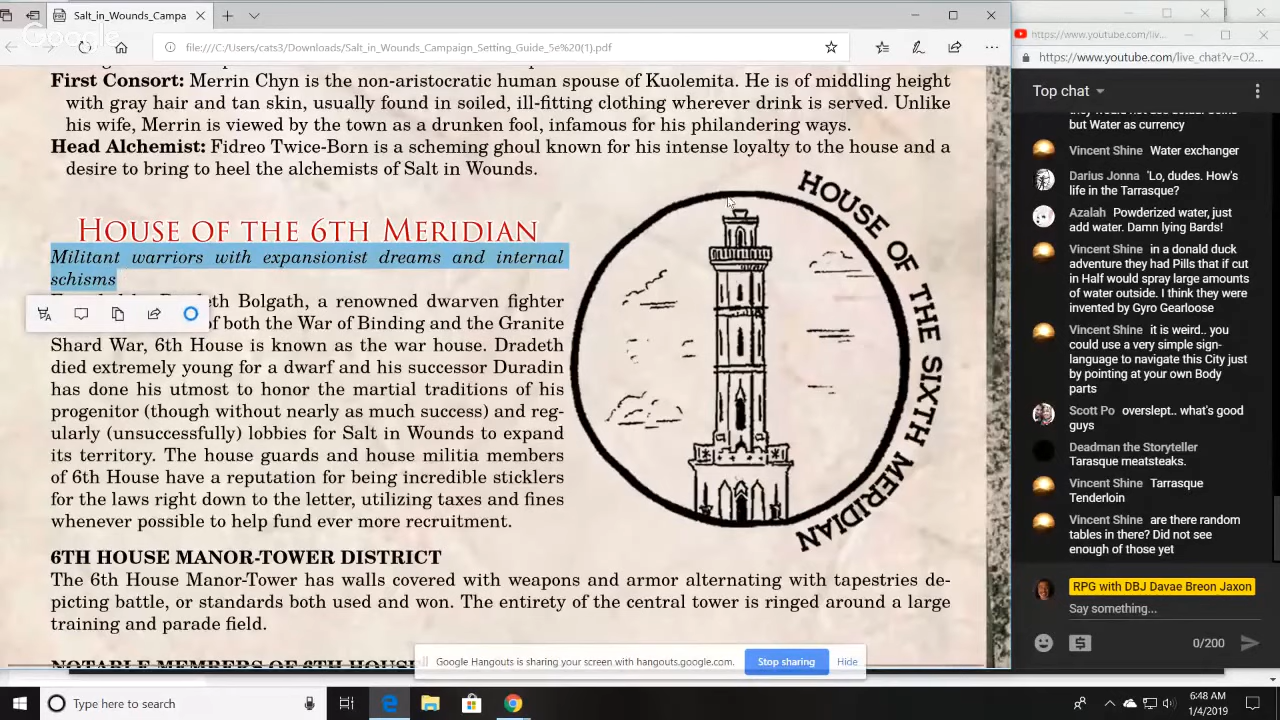 Salt_in_Wounds_Campa
Google
file:///C:/Users/cats3/Downloads/Salt_in_Wounds_Campaign_Setting_Guide_5e%20(1).pdf
First Consort: Merrin Chyn is the non-aristocratic human spouse of Kuolemita. He is of middling height
with gray hair and tan skin, usually found in soiled, ill-fitting clothing wherever drink is served. Unlike
his wife, Merrin is viewed by the town as a drunken fool, infamous for his philandering ways.
Head Alchemist: Fidreo Twice-Born is a scheming ghoul known for his intense loyalty to the house and a
desire to bring to heel the alchemists of Salt in Wounds.
HOUSE OF THE 6TH MERIDIAN
Militant warriors with expansionist dreams and internal
schisms
eth Bolgath, a renowned dwarven fighter
of both the War of Binding and the Granite
Shard War, 6th House is known as the war house. Dradeth
died extremely young for a dwarf and his successor Duradin
has done his utmost to honor the martial traditions of his
progenitor (though without nearly as much success) and reg-
ularly (unsuccessfully) lobbies for Salt in Wounds to expand
its territory. The house guards and house militia members
of 6th House have a reputation for being incredible sticklers
for the laws right down to the letter, utilizing taxes and fines
whenever possible to help fund ever more recruitment.
HOUSE OF THE SIXTH MERIDIAN
6TH HOUSE MANOR-TOWER DISTRICT
The 6th House Manor-Tower has walls covered with weapons and armor alternating with tapestries de-
picting battle, or standards both used and won. The entirety of the central tower is ringed around a large
training and parade field.
NOTABLE MEMBERS OF 6TH HOUS
Google Hangouts is sharing your screen with hangouts.google.com.
Stop sharing
Hide
https://www.youtube.com/liv...
https://www.youtube.com/live_chat?v=O2...
Top chat
they would not use actual Coins
but Water as currency
Vincent Shine Water exchanger
Darius Jonna 'Lo, dudes. How's
life in the Tarrasque?
Azalah Powderized water, just
add water. Damn lying Bards!
Vincent Shine in a donald duck
adventure they had Pills that if cut
in Half would spray large amounts
of water outside. I think they were
invented by Gyro Gearloose
Vincent Shine it is weird.. you
could use a very simple sign-
language to navigate this City just
by pointing at your own Body
parts
Scott Po overslept.. what's good
guys
Deadman the Storyteller
Tarasque meatsteaks.
Vincent Shine Tarrasque
Tenderloin
Vincent Shine are there random
tables in there? Did not see
enough of those yet
RPG with DBJ Davae Breon Jaxon
Say something...
0/200
Type here to search
6:48 AM
1/4/2019